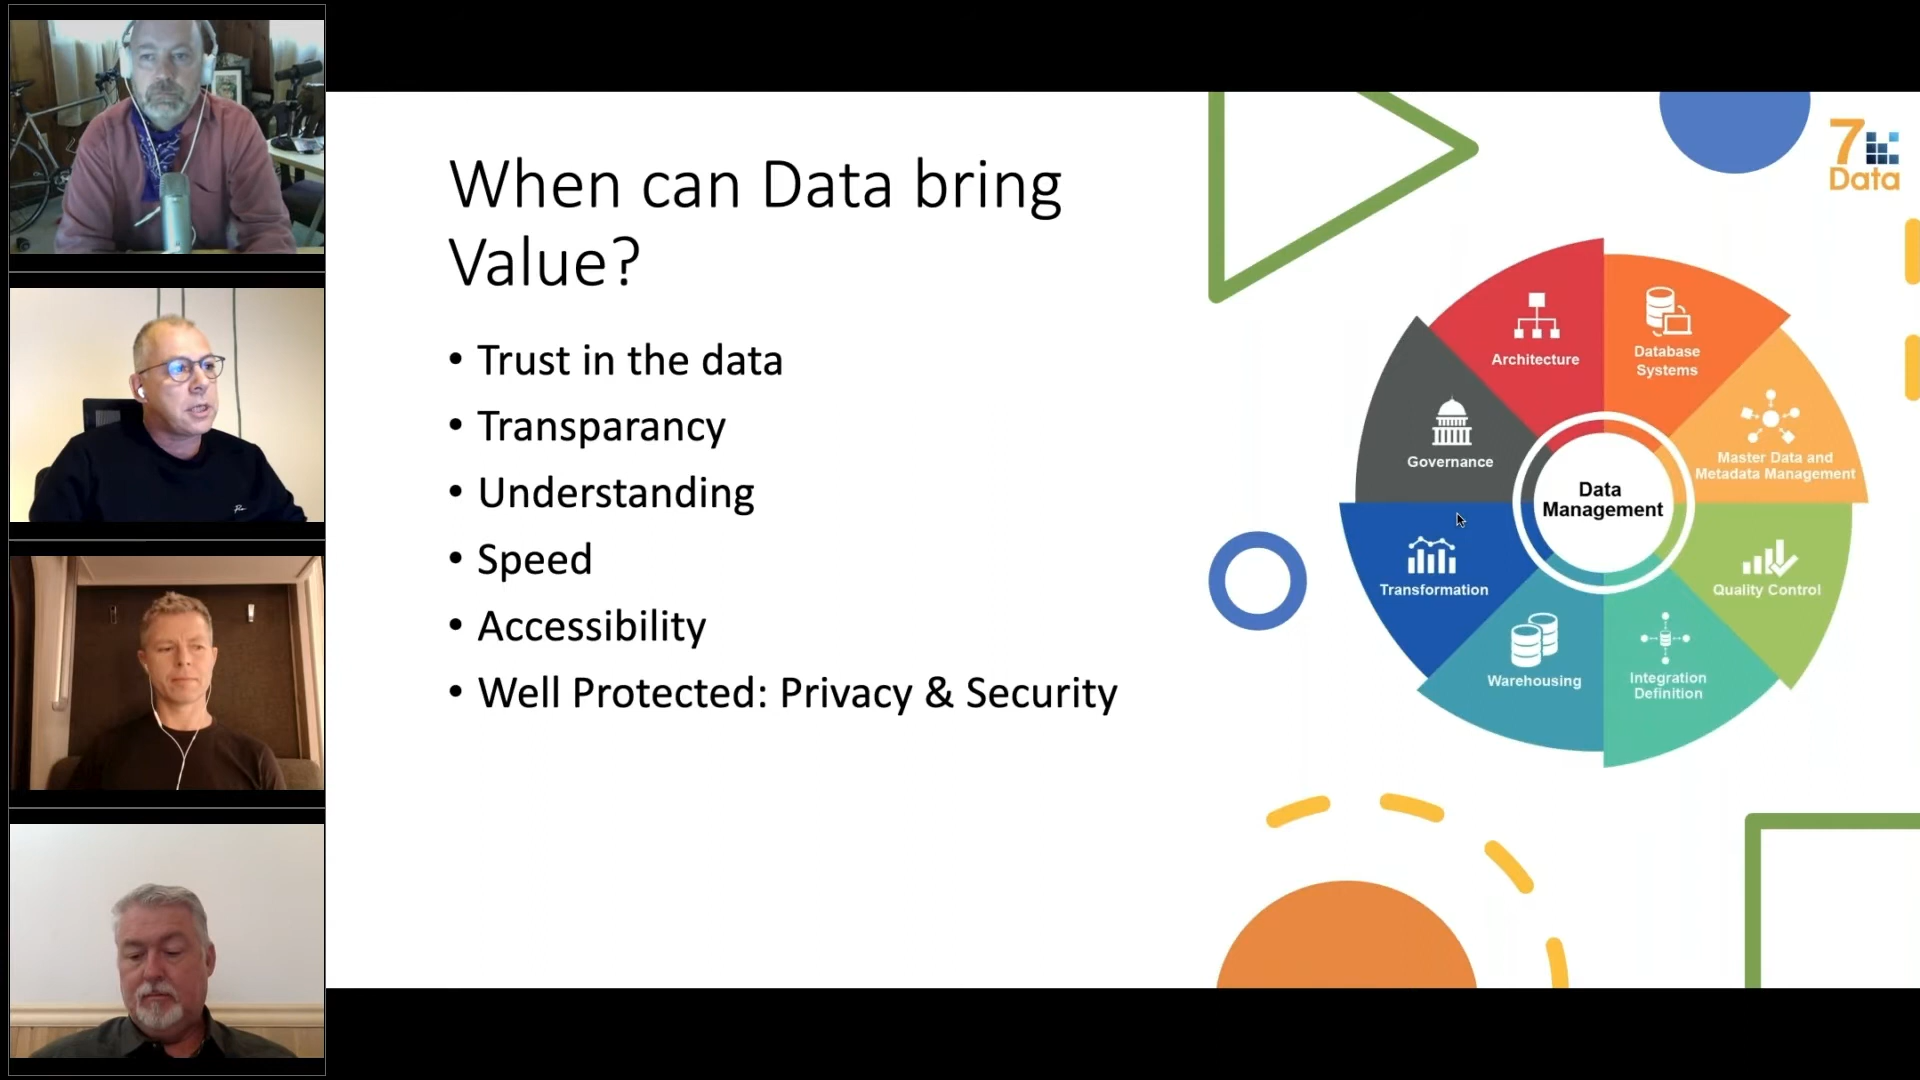 When can Data bring
Value?
• Trust in the data
• Transparancy
• Understanding
• Speed
• Accessibility
• Well Protected: Privacy & Security
7
Data
Architecture
Database
Systems
Master Data and
Metadata Management
Quality Control
Integration
Definition
Warehousing
Transformation
Governance
Data
Management